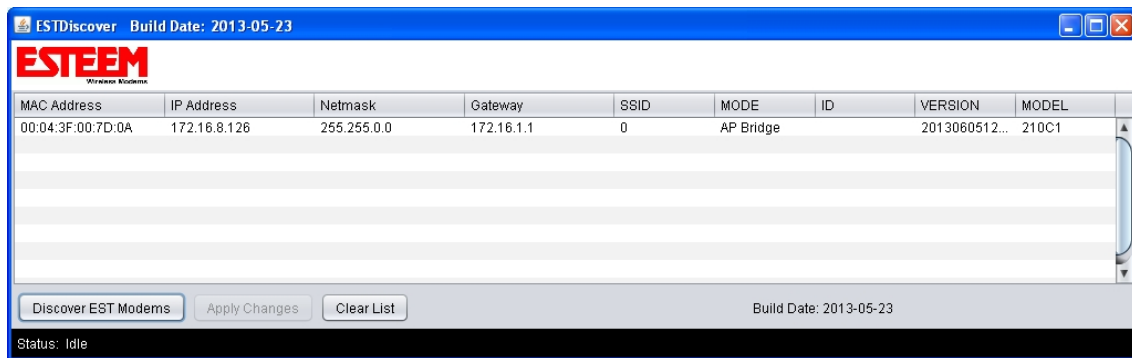 ESTDiscover Build Date: 2013-05-23
ESTEEM
Wireless Modems
MAC Address IP Address Netmask Gateway SSID MODE ID VERSION MODEL
00:04:3F:00:7D:0A 172.16.8.126 255.255.0.0 172.16.1.1 0 AP Bridge 2013060512... 210C1
Discover EST Modems Apply Changes Clear List Build Date: 2013-05-23
Status: Idle